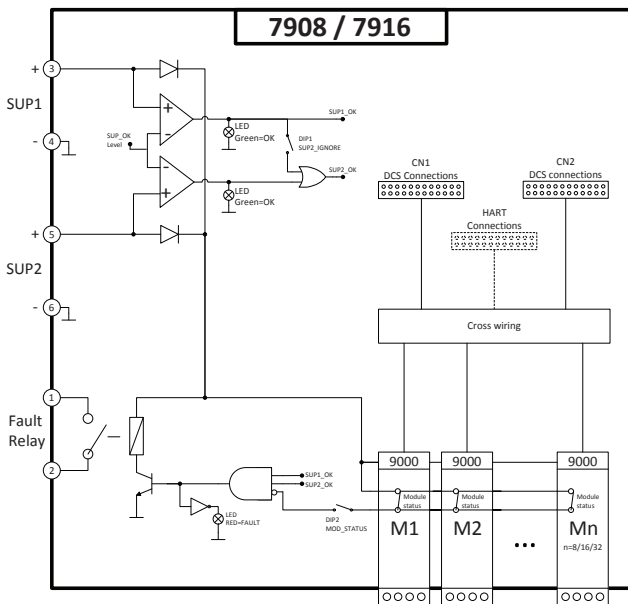 7908 / 7916
+
3
SUP1
-
4
SUP_OK
Level
+
-
-
+
LED
Green=OK
SUP1_OK
DIP1
SUP2_IGNORE
SUP2_OK
LED
Green=OK
+
5
SUP2
-
6
CN1
DCS Connections
CN2
DCS connections
HART
Connections
Cross wiring
1
Fault
Relay
2
SUP1_OK
SUP2_OK
LED
RED=FAULT
DIP2
MOD_STATUS
9000
9000
9000
Module
status
Module
status
Module
status
M1
M2
...
Mn
n=8/16/32